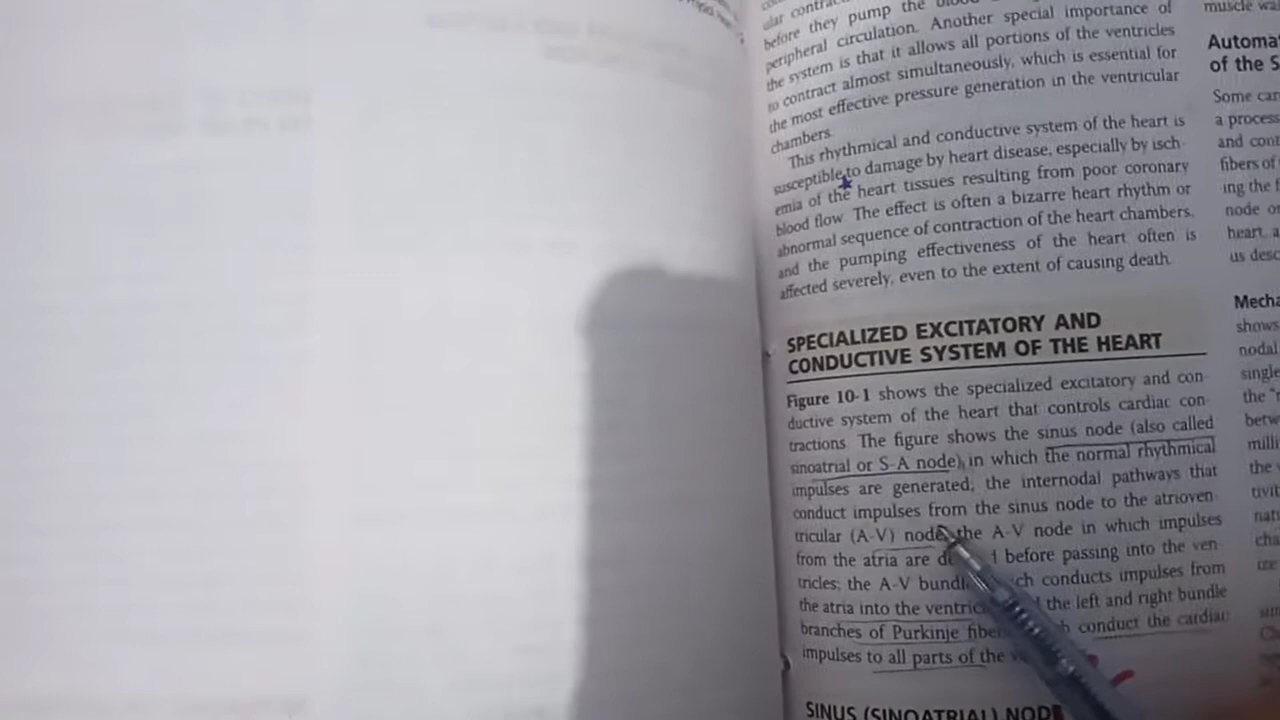 ular contrac
before they pump the blood
peripheral circulation. Another special importance of
the system is that it allows all portions of the ventricles
to contract almost simultaneously, which is essential for
the most effective pressure generation in the ventricular
chambers.
This rhythmical and conductive system of the heart is
susceptible to damage by heart disease, especially by isch-
emia of the heart tissues resulting from poor coronary
blood flow. The effect is often a bizarre heart rhythm or
abnormal sequence of contraction of the heart chambers,
and the pumping effectiveness of the heart often is
affected severely, even to the extent of causing death.
SPECIALIZED EXCITATORY AND
CONDUCTIVE SYSTEM OF THE HEART
Figure 10-1 shows the specialized excitatory and con-
ductive system of the heart that controls cardiac con-
tractions. The figure shows the sinus node (also called
sinoatrial or S-A node), in which the normal rhythmical
impulses are generated; the internodal pathways that
conduct impulses from the sinus node to the atrioven-
tricular (A-V) node; the A-V node in which impulses
from the atria are de before passing into the ven-
tricles; the A-V bundl ch conducts impulses from
the atria into the ventric the left and right bundle
branches of Purkinje fiber conduct the cardiac
impulses to all parts of the
SINUS (SINOATRIAL) NODE
muscle wa
Automa
of the S
Some car
a process
and cont
fibers of
ing the f
node or
heart, a
us desc
Mecha
shows
nodal
single
the
betw
milli
the
tivit
nat
cha